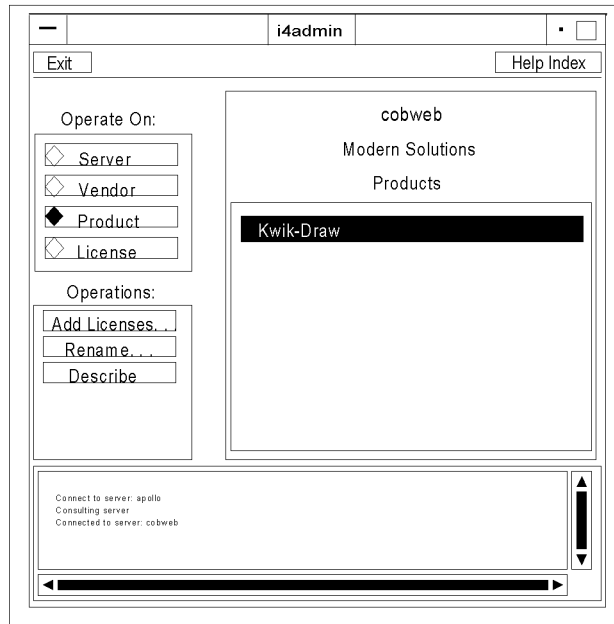 i4admin
Exit
Help Index
Operate On:
Server
Vendor
Product
License
Operations:
Add Licenses. . .
Rename. . .
Describe
cobweb
Modern Solutions
Products
Kwik-Draw
Connect to server: apollo
Consulting server
Connected to server: cobweb